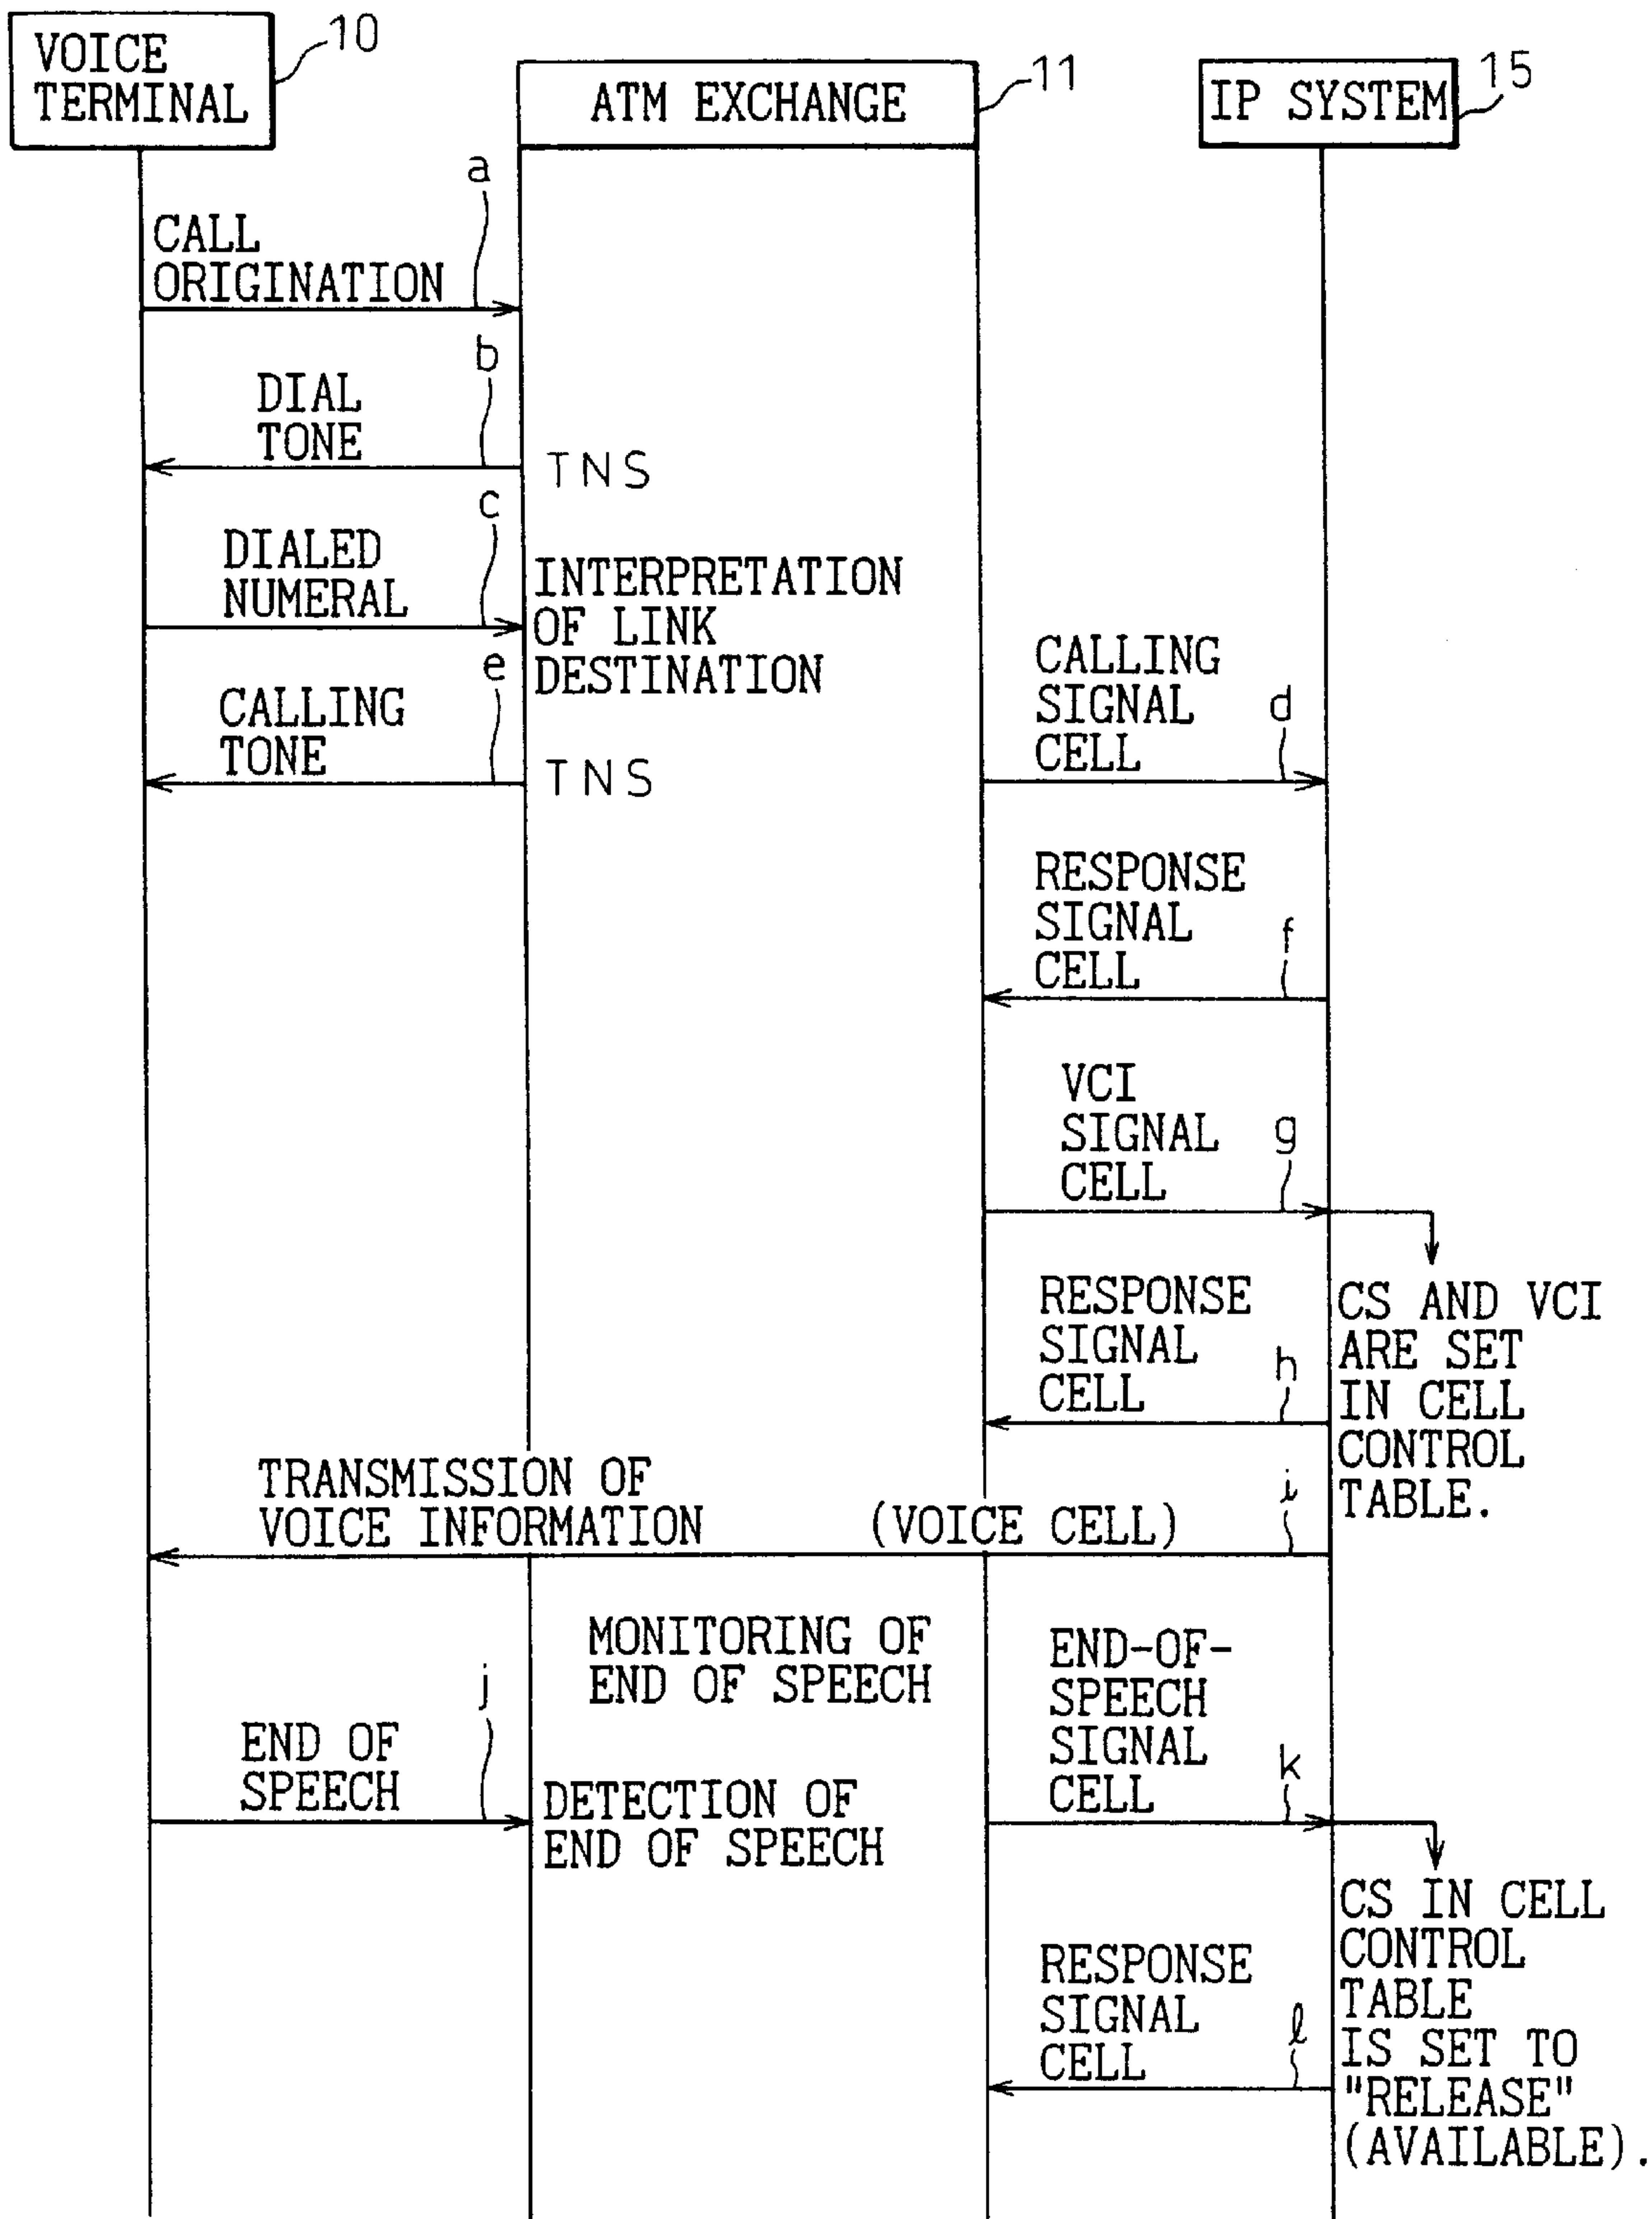 VOICE
TERMINAL
10
ATM EXCHANGE
11
IP SYSTEM
15
a
CALL
ORIGINATION
b
DIAL
TONE
TNS
c
DIALED
NUMERAL
INTERPRETATION
OF LINK
DESTINATION
CALLING
SIGNAL
CELL
d
e
CALLING
TONE
TNS
RESPONSE
SIGNAL
CELL
f
VCI
SIGNAL
CELL
g
RESPONSE
SIGNAL
CELL
h
CS AND VCI
ARE SET
IN CELL
CONTROL
TABLE.
TRANSMISSION OF
VOICE INFORMATION
(VOICE CELL)
i
MONITORING OF
END OF SPEECH
END-OF-
SPEECH
SIGNAL
CELL
k
j
END OF
SPEECH
DETECTION OF
END OF SPEECH
CS IN CELL
CONTROL
TABLE
IS SET TO
"RELEASE"
(AVAILABLE).
RESPONSE
SIGNAL
CELL
l